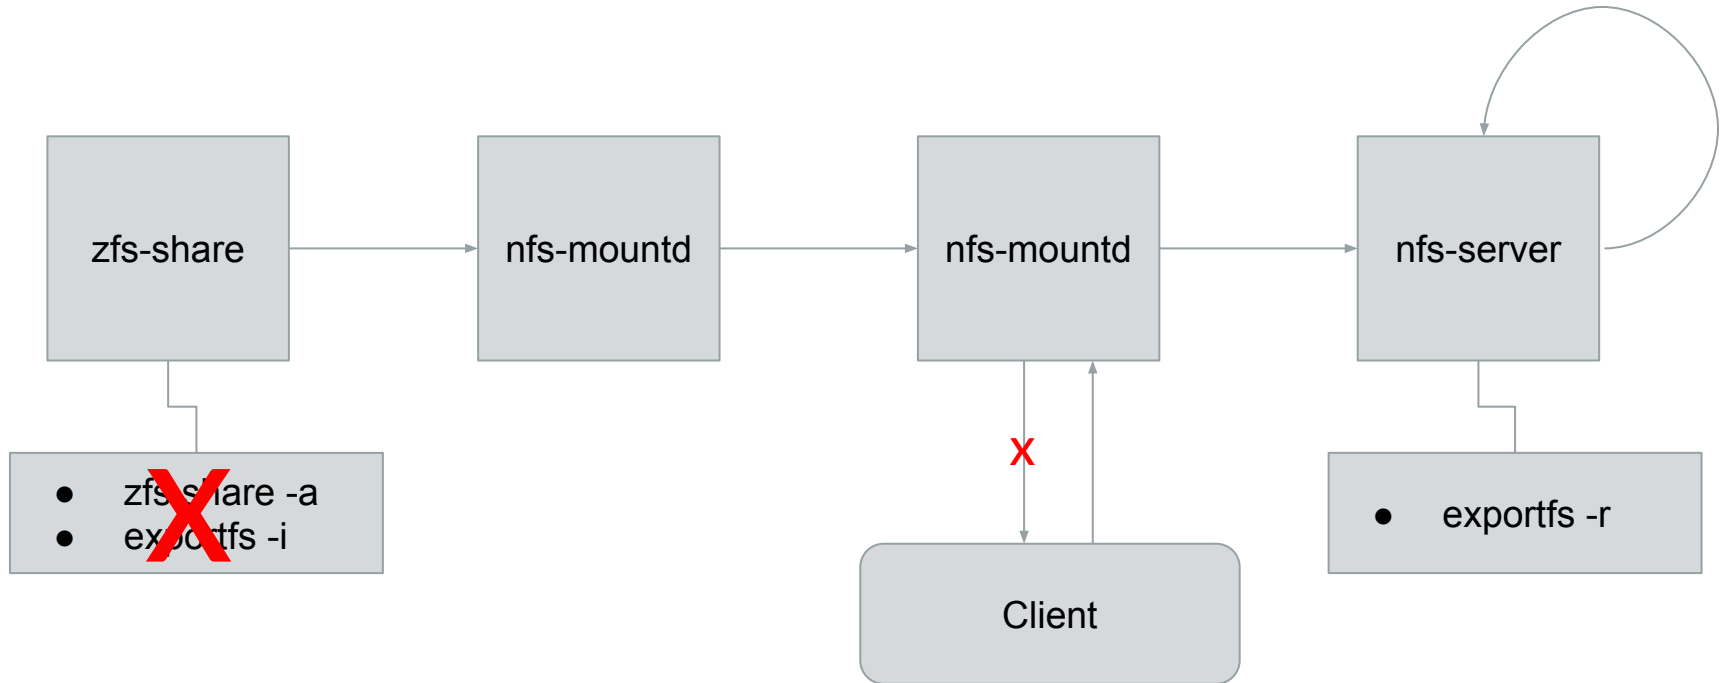 zfs-share
nfs-mountd
nfs-mountd
nfs-server
● zfs share -a
● exportfs -i
X
X
● exportfs -r
Client